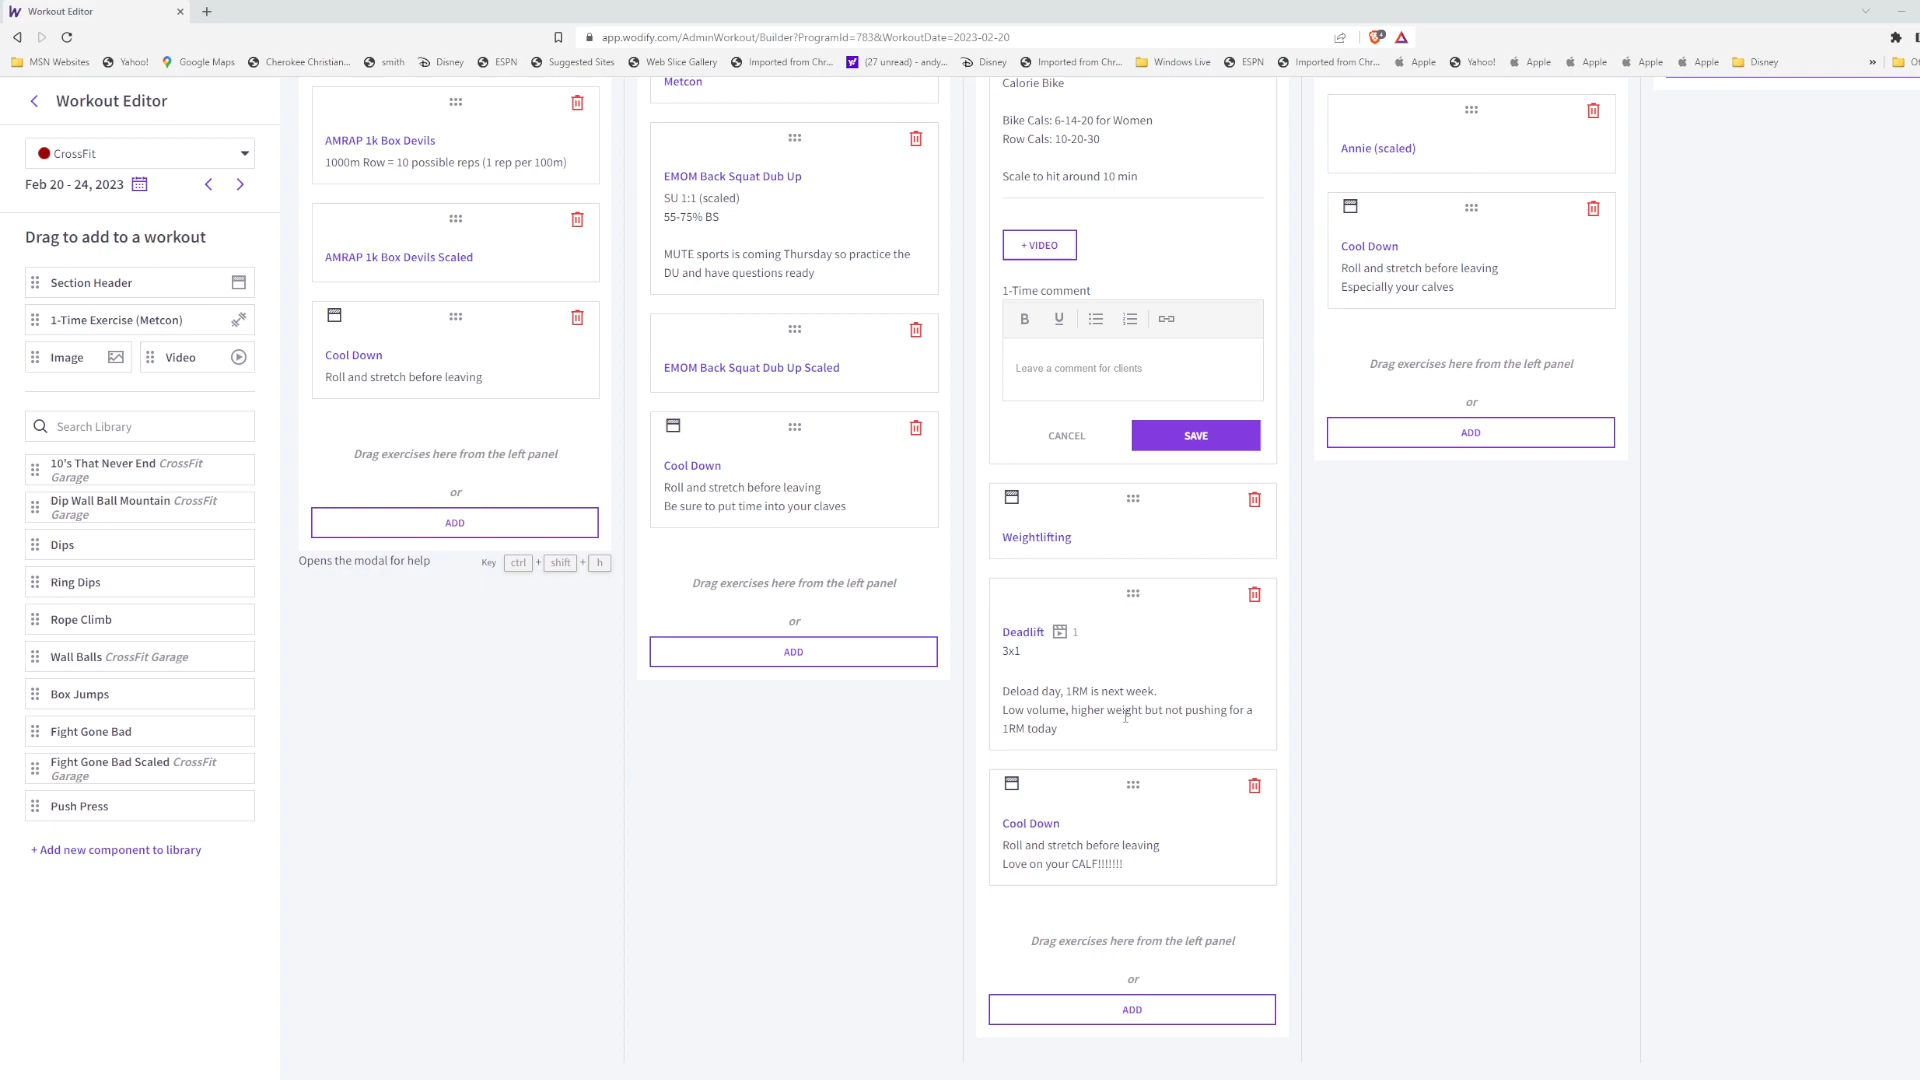 Workout Editor
app.wodify.com/AdminWorkout/Builder?ProgramId=783&WorkoutDate=2023-02-20
MSN Websites
Yahoo!
Google Maps
Cherokee Christian...
smith
Disney
ESPN
Suggested Sites
Web Slice Gallery
Imported from Chr...
(27 unread) - andy...
Disney
Imported from Chr...
Windows Live
ESPN
Imported from Chr...
Apple
Yahoo!
Apple
Apple
Apple
Disney
»
Workout Editor
CrossFit
Feb 20 - 24, 2023
Drag to add to a workout
Section Header
1-Time Exercise (Metcon)
Image
Video
Search Library
10's That Never End CrossFit
Garage
Dip Wall Ball Mountain CrossFit
Garage
Dips
Ring Dips
Rope Climb
Wall Balls CrossFit Garage
Box Jumps
Fight Gone Bad
Fight Gone Bad Scaled CrossFit
Garage
Push Press
+ Add new component to library
AMRAP 1k Box Devils
1000m Row = 10 possible reps (1 rep per 100m)
AMRAP 1k Box Devils Scaled
Cool Down
Roll and stretch before leaving
Drag exercises here from the left panel
or
ADD
Opens the modal for help
Key ctrl + shift + h
Metcon
EMOM Back Squat Dub Up
SU 1:1 (scaled)
55-75% BS
MUTE sports is coming Thursday so practice the
DU and have questions ready
EMOM Back Squat Dub Up Scaled
Cool Down
Roll and stretch before leaving
Be sure to put time into your claves
Drag exercises here from the left panel
or
ADD
Calorie Bike
Bike Cals: 6-14-20 for Women
Row Cals: 10-20-30
Scale to hit around 10 min
+ VIDEO
1-Time comment
B
U
Leave a comment for clients
CANCEL
SAVE
Weightlifting
Deadlift 1
3x1
Deload day, 1RM is next week.
Low volume, higher weight but not pushing for a
1RM today
Cool Down
Roll and stretch before leaving
Love on your CALF!!!!!!!
Drag exercises here from the left panel
or
ADD
Annie (scaled)
Cool Down
Roll and stretch before leaving
Especially your calves
Drag exercises here from the left panel
or
ADD